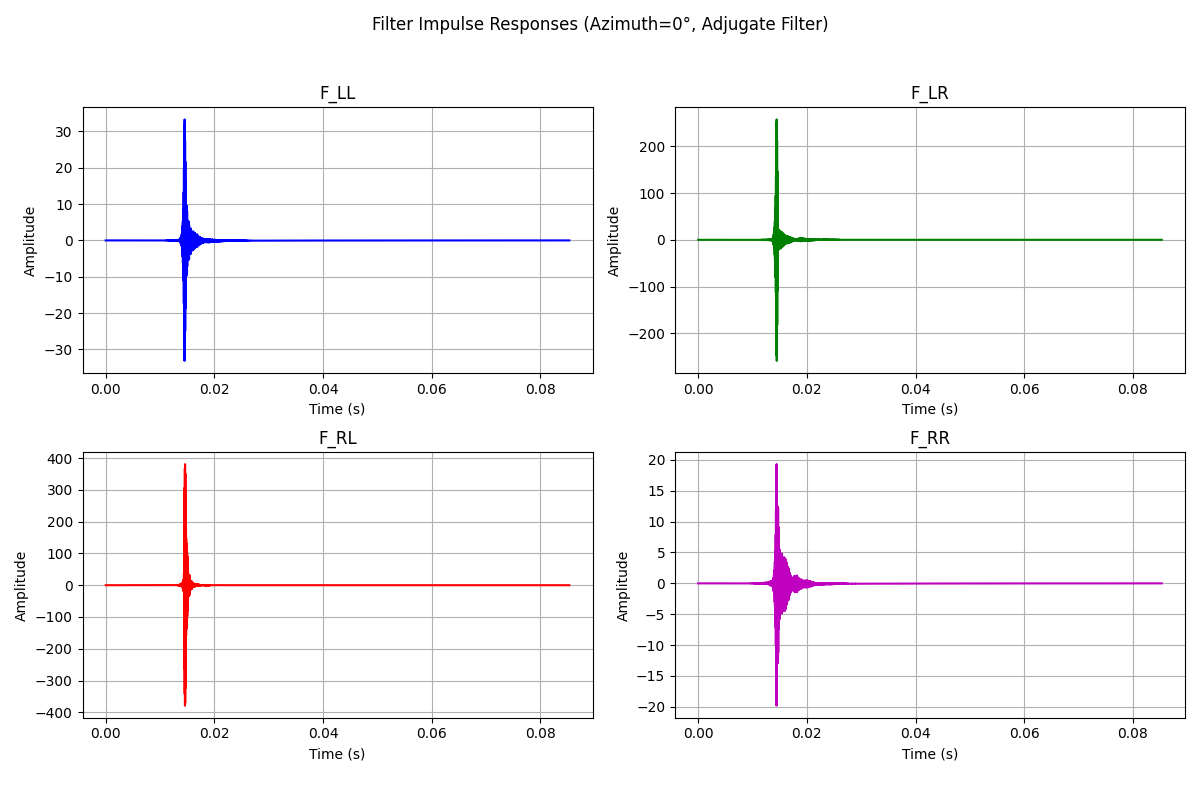 Filter Impulse Responses (Azimuth=0°, Adjugate Filter)
F_LL
Amplitude
30
20
10
0
−10
−20
−30
0.00 0.02 0.04 0.06 0.08
Time (s)
F_LR
Amplitude
200
100
0
−100
−200
0.00 0.02 0.04 0.06 0.08
Time (s)
F_RL
Amplitude
400
300
200
100
0
−100
−200
−300
−400
0.00 0.02 0.04 0.06 0.08
Time (s)
F_RR
Amplitude
20
15
10
5
0
−5
−10
−15
−20
0.00 0.02 0.04 0.06 0.08
Time (s)